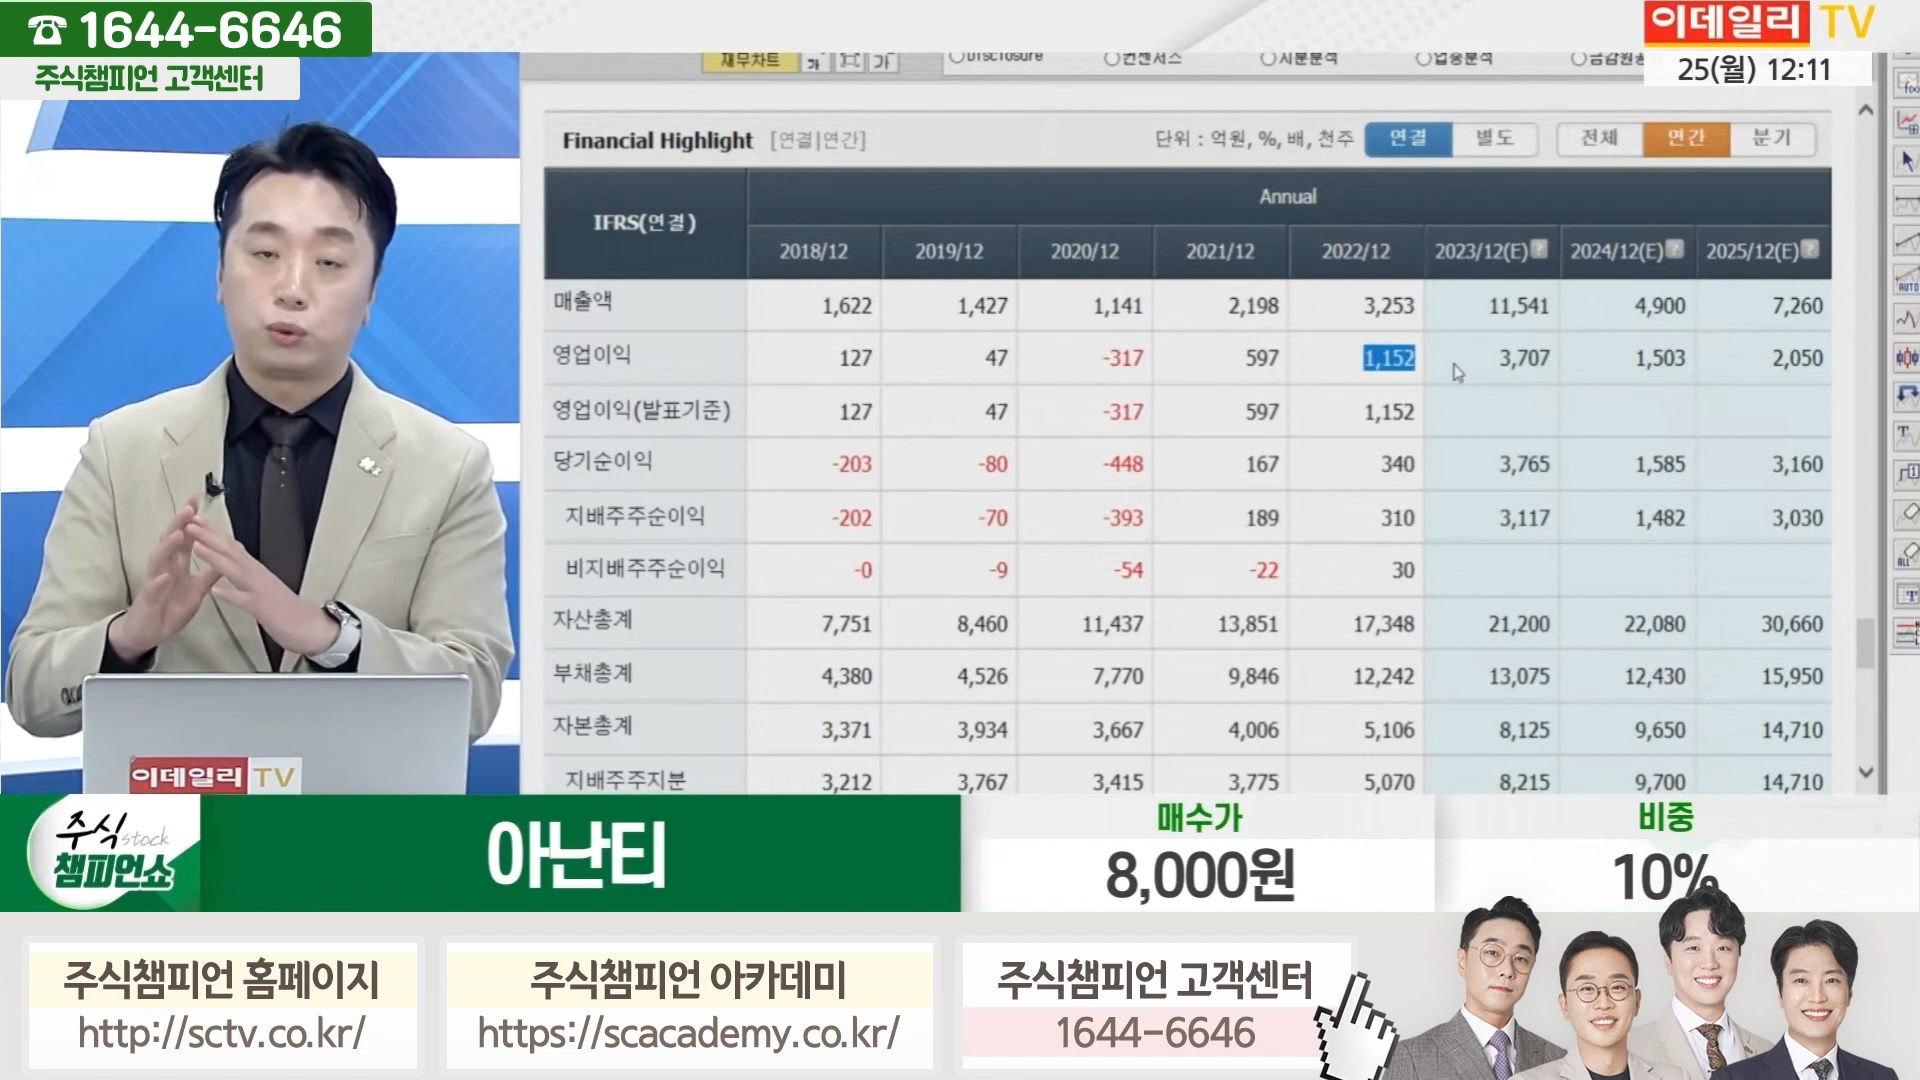 ☎ 1644-6646
주식챔피언 고객센터
이데일리 TV
25(월) 12:11
재무차트 가 가 Disclosure 컨센서스 지분분석 업종분석
Financial Highlight [연결|연간] 단위 : 억원, %, 배, 천주 연결 별도 전체 연간 분기
IFRS(연결) Annual
2018/12 2019/12 2020/12 2021/12 2022/12 2023/12(E) 2024/12(E) 2025/12(E)
매출액 1,622 1,427 1,141 2,198 3,253 11,541 4,900 7,260
영업이익 127 47 -317 597 1,152 3,707 1,503 2,050
영업이익(발표기준) 127 47 -317 597 1,152
당기순이익 -203 -80 -448 167 340 3,765 1,585 3,160
지배주주순이익 -202 -70 -393 189 310 3,117 1,482 3,030
비지배주주순이익 -0 -9 -54 -22 30
자산총계 7,751 8,460 11,437 13,851 17,348 21,200 22,080 30,660
부채총계 4,380 4,526 7,770 9,846 12,242 13,075 12,430 15,950
자본총계 3,371 3,934 3,667 4,006 5,106 8,125 9,650 14,710
지배주주지분 3,212 3,767 3,415 3,775 5,070 8,215 9,700 14,710
이데일리 TV
주식 stock
챔피언쇼
아난티
매수가
8,000원
비중
10%
주식챔피언 홈페이지
http://sctv.co.kr/
주식챔피언 아카데미
https://scacademy.co.kr/
주식챔피언 고객센터
1644-6646